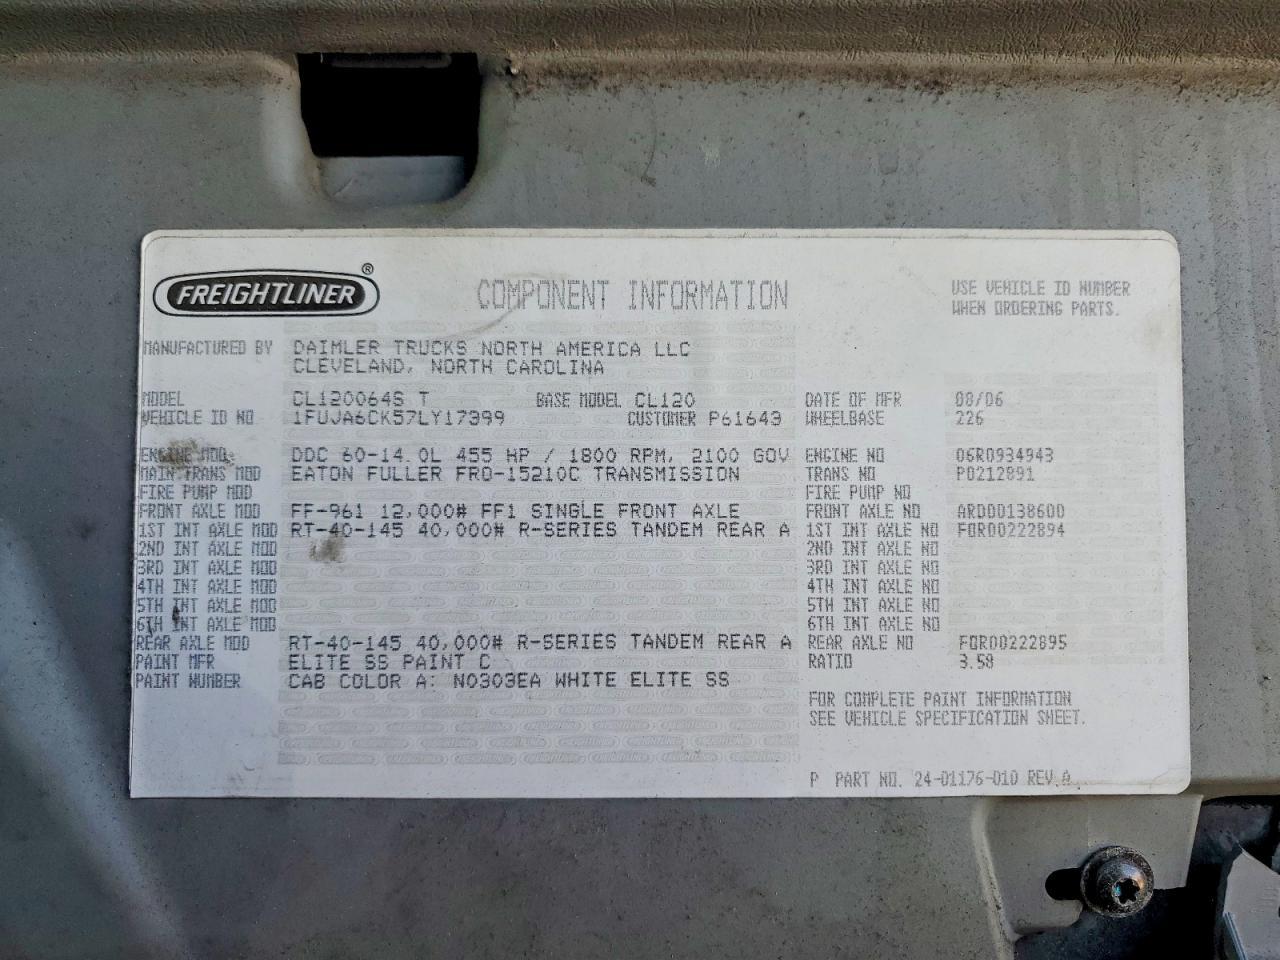 FREIGHTLINER ®
COMPONENT INFORMATION
USE VEHICLE ID NUMBER
WHEN ORDERING PARTS.
MANUFACTURED BY DAIMLER TRUCKS NORTH AMERICA LLC
CLEVELAND, NORTH CAROLINA
MODEL CL120064S T BASE MODEL CL120 DATE OF MFR 08/06
VEHICLE ID NO 1FUJA6CK57LY17399 CUSTOMER P61643 WHEELBASE 226
ENGINE MOD DDC 60-14.0L 455 HP / 1800 RPM, 2100 GOV ENGINE NO 06R0934943
MAIN TRANS MOD EATON FULLER FRO-15210C TRANSMISSION TRANS NO P0212891
FIRE PUMP MOD FIRE PUMP NO
FRONT AXLE MOD FF-961 12,000# FF1 SINGLE FRONT AXLE FRONT AXLE NO ARD00138600
1ST INT AXLE MOD RT-40-145 40,000# R-SERIES TANDEM REAR A 1ST INT AXLE NO FQR00222894
2ND INT AXLE MOD 2ND INT AXLE NO
3RD INT AXLE MOD 3RD INT AXLE NO
4TH INT AXLE MOD 4TH INT AXLE NO
5TH INT AXLE MOD 5TH INT AXLE NO
6TH INT AXLE MOD 6TH INT AXLE NO
REAR AXLE MOD RT-40-145 40,000# R-SERIES TANDEM REAR A REAR AXLE NO FQR00222895
PAINT MFR ELITE SS PAINT C RATIO 3.58
PAINT NUMBER CAB COLOR A: N0303EA WHITE ELITE SS
FOR COMPLETE PAINT INFORMATION
SEE VEHICLE SPECIFICATION SHEET.
P PART NO. 24-01176-010 REV A